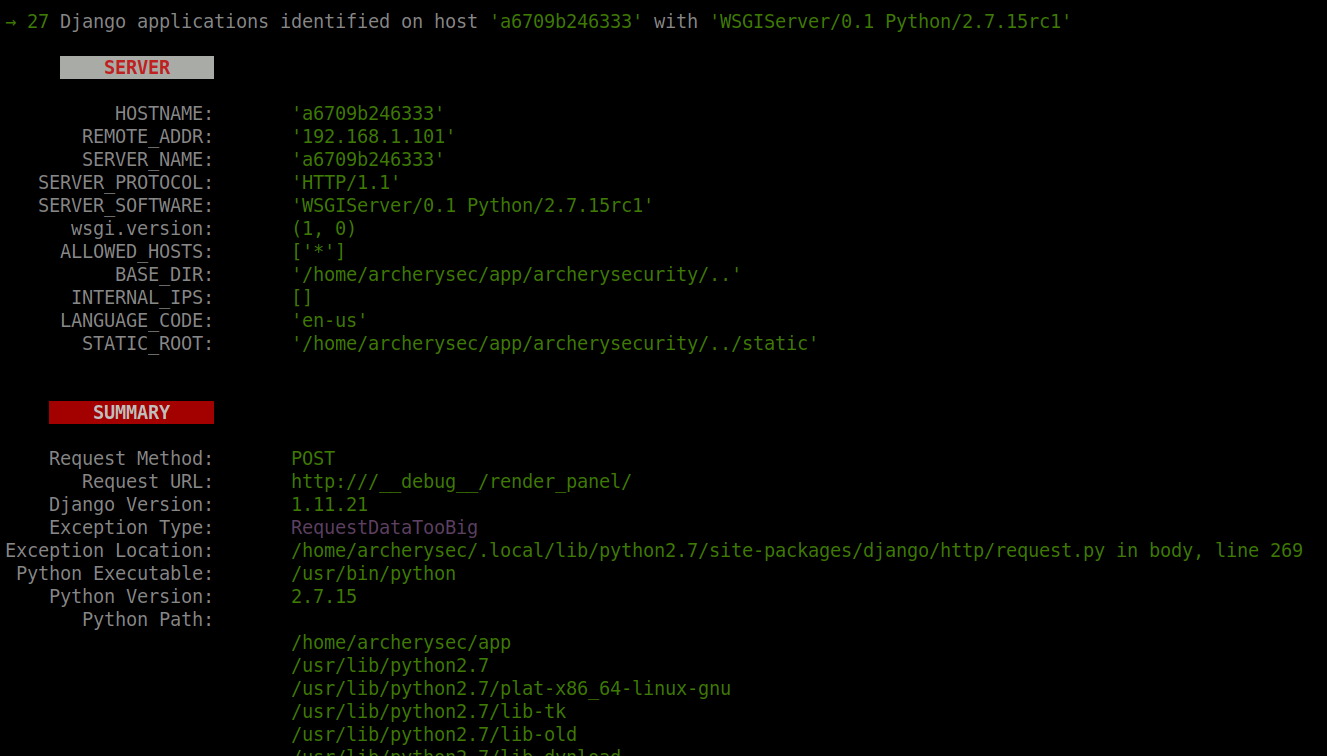 → 27 Django applications identified on host 'a6709b246333' with 'WSGIServer/0.1 Python/2.7.15rc1'
SERVER
HOSTNAME: 'a6709b246333'
REMOTE_ADDR: '192.168.1.101'
SERVER_NAME: 'a6709b246333'
SERVER_PROTOCOL: 'HTTP/1.1'
SERVER_SOFTWARE: 'WSGIServer/0.1 Python/2.7.15rc1'
wsgi.version: (1, 0)
ALLOWED_HOSTS: ['*']
BASE_DIR: '/home/archerysec/app/archerysecurity/..'
INTERNAL_IPS: []
LANGUAGE_CODE: 'en-us'
STATIC_ROOT: '/home/archerysec/app/archerysecurity/../static'
SUMMARY
Request Method: POST
Request URL: http:///__debug__/render_panel/
Django Version: 1.11.21
Exception Type: RequestDataTooBig
Exception Location: /home/archerysec/.local/lib/python2.7/site-packages/django/http/request.py in body, line 269
Python Executable: /usr/bin/python
Python Version: 2.7.15
Python Path:
/home/archerysec/app
/usr/lib/python2.7
/usr/lib/python2.7/plat-x86_64-linux-gnu
/usr/lib/python2.7/lib-tk
/usr/lib/python2.7/lib-old
/usr/lib/python2.7/lib-dynload